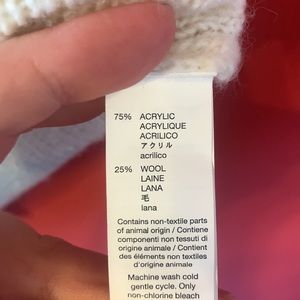 75% ACRYLIC
ACRYLIQUE
ACRILICO
アクリル
acrílico
25% WOOL
LAINE
LANA
毛
lana
Contains non-textile parts
of animal origin / Contiene
componenti non tessuti di
origine animale / Contient
des éléments non textiles
d'origine animale
Machine wash cold
gentle cycle. Only
non-chlorine bleach